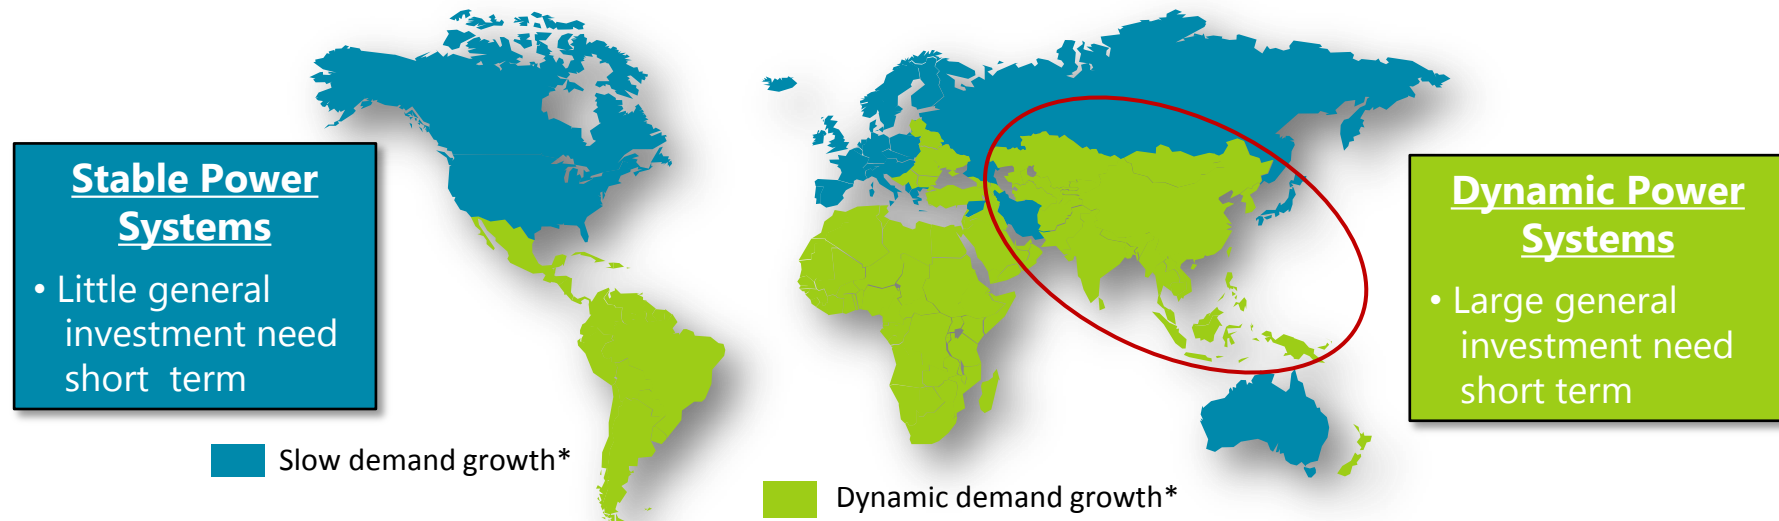 Stable Power
Systems
• Little general
investment need
short term
Dynamic Power
Systems
• Large general
investment need
short term
Slow demand growth*
Dynamic demand growth*